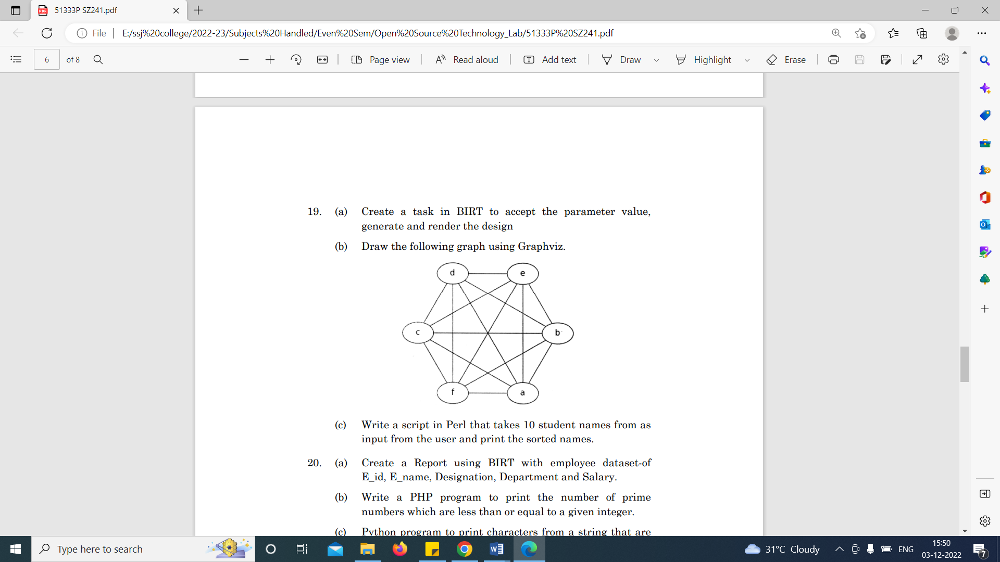 51333P SZ241.pdf
File
E:/ssj%20college/2022-23/Subjects%20Handled/Even%20Sem/Open%20Source%20Technology_Lab/51333P%20SZ241.pdf
6 of 8
Page view
Read aloud
Add text
Draw
Highlight
Erase
19. (a) Create a task in BIRT to accept the parameter value,
generate and render the design
(b) Draw the following graph using Graphviz.
d e
c b
f a
(c) Write a script in Perl that takes 10 student names from as
input from the user and print the sorted names.
20. (a) Create a Report using BIRT with employee dataset-of
E_id, E_name, Designation, Department and Salary.
(b) Write a PHP program to print the number of prime
numbers which are less than or equal to a given integer.
(c) Python program to print characters from a string that are
Type here to search
31°C Cloudy
ENG
15:50
03-12-2022
7